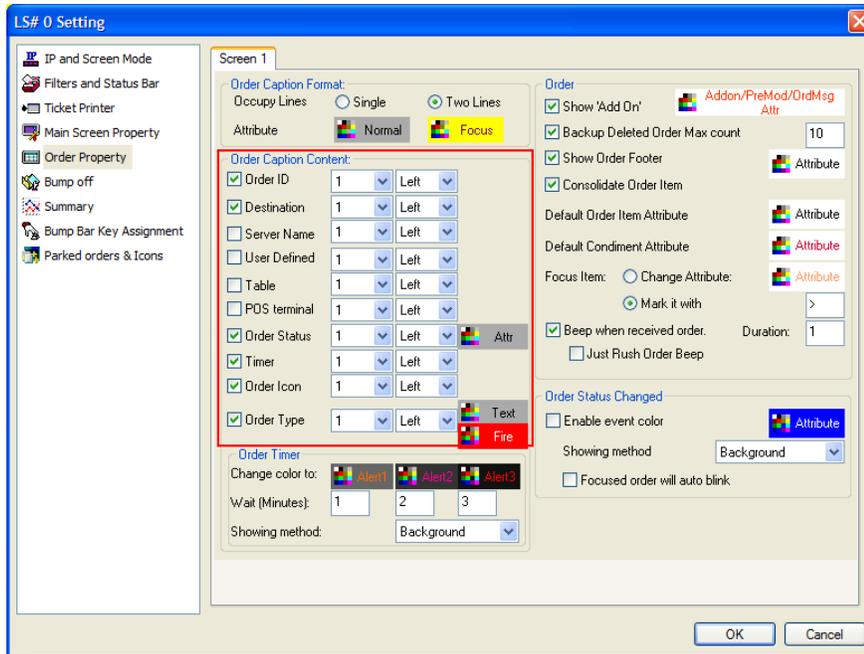 LS# 0 Setting
IP and Screen Mode
Filters and Status Bar
Ticket Printer
Main Screen Property
Order Property
Bump off
Summary
Bump Bar Key Assignment
Parked orders & Icons
Screen 1
Order Caption Format:
Occupy Lines Single Two Lines
Attribute Normal Focus
Order Caption Content:
Order ID 1 Left
Destination 1 Left
Server Name 1 Left
User Defined 1 Left
Table 1 Left
POS terminal 1 Left
Order Status 1 Left Attr
Timer 1 Left
Order Icon 1 Left
Order Type 1 Left Text
Fire
Order Timer
Change color to: Alert1 Alert2 Alert3
Wait (Minutes): 1 2 3
Showing method: Background
Order
Show 'Add On' Addon/PreMod/OrdMsg
Attr
Backup Deleted Order Max count 10
Show Order Footer Attribute
Consolidate Order Item
Default Order Item Attribute Attribute
Default Condiment Attribute Attribute
Focus Item: Change Attribute: Attribute
Mark it with >
Beep when received order. Duration: 1
Just Rush Order Beep
Order Status Changed
Enable event color Attribute
Showing method Background
Focused order will auto blink
OK Cancel